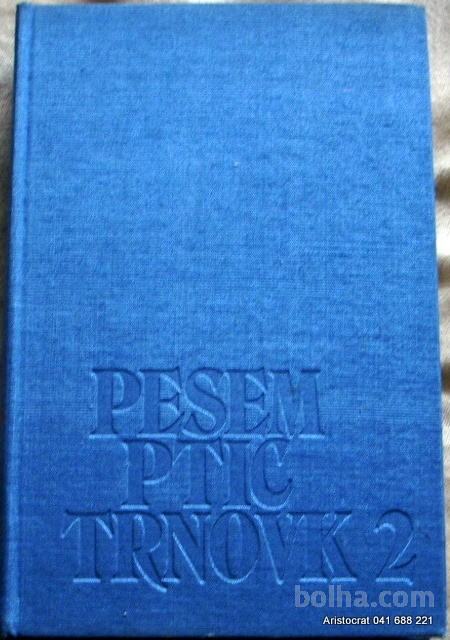 PESEM
PTIC
TRNOVK 2
bolha.com
Aristocrat 041 688 221